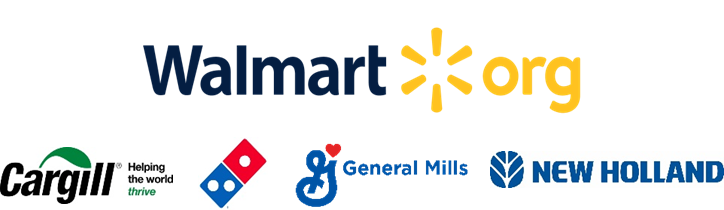 Walmart org
Cargill® Helping
the world
thrive
General Mills
NEW HOLLAND